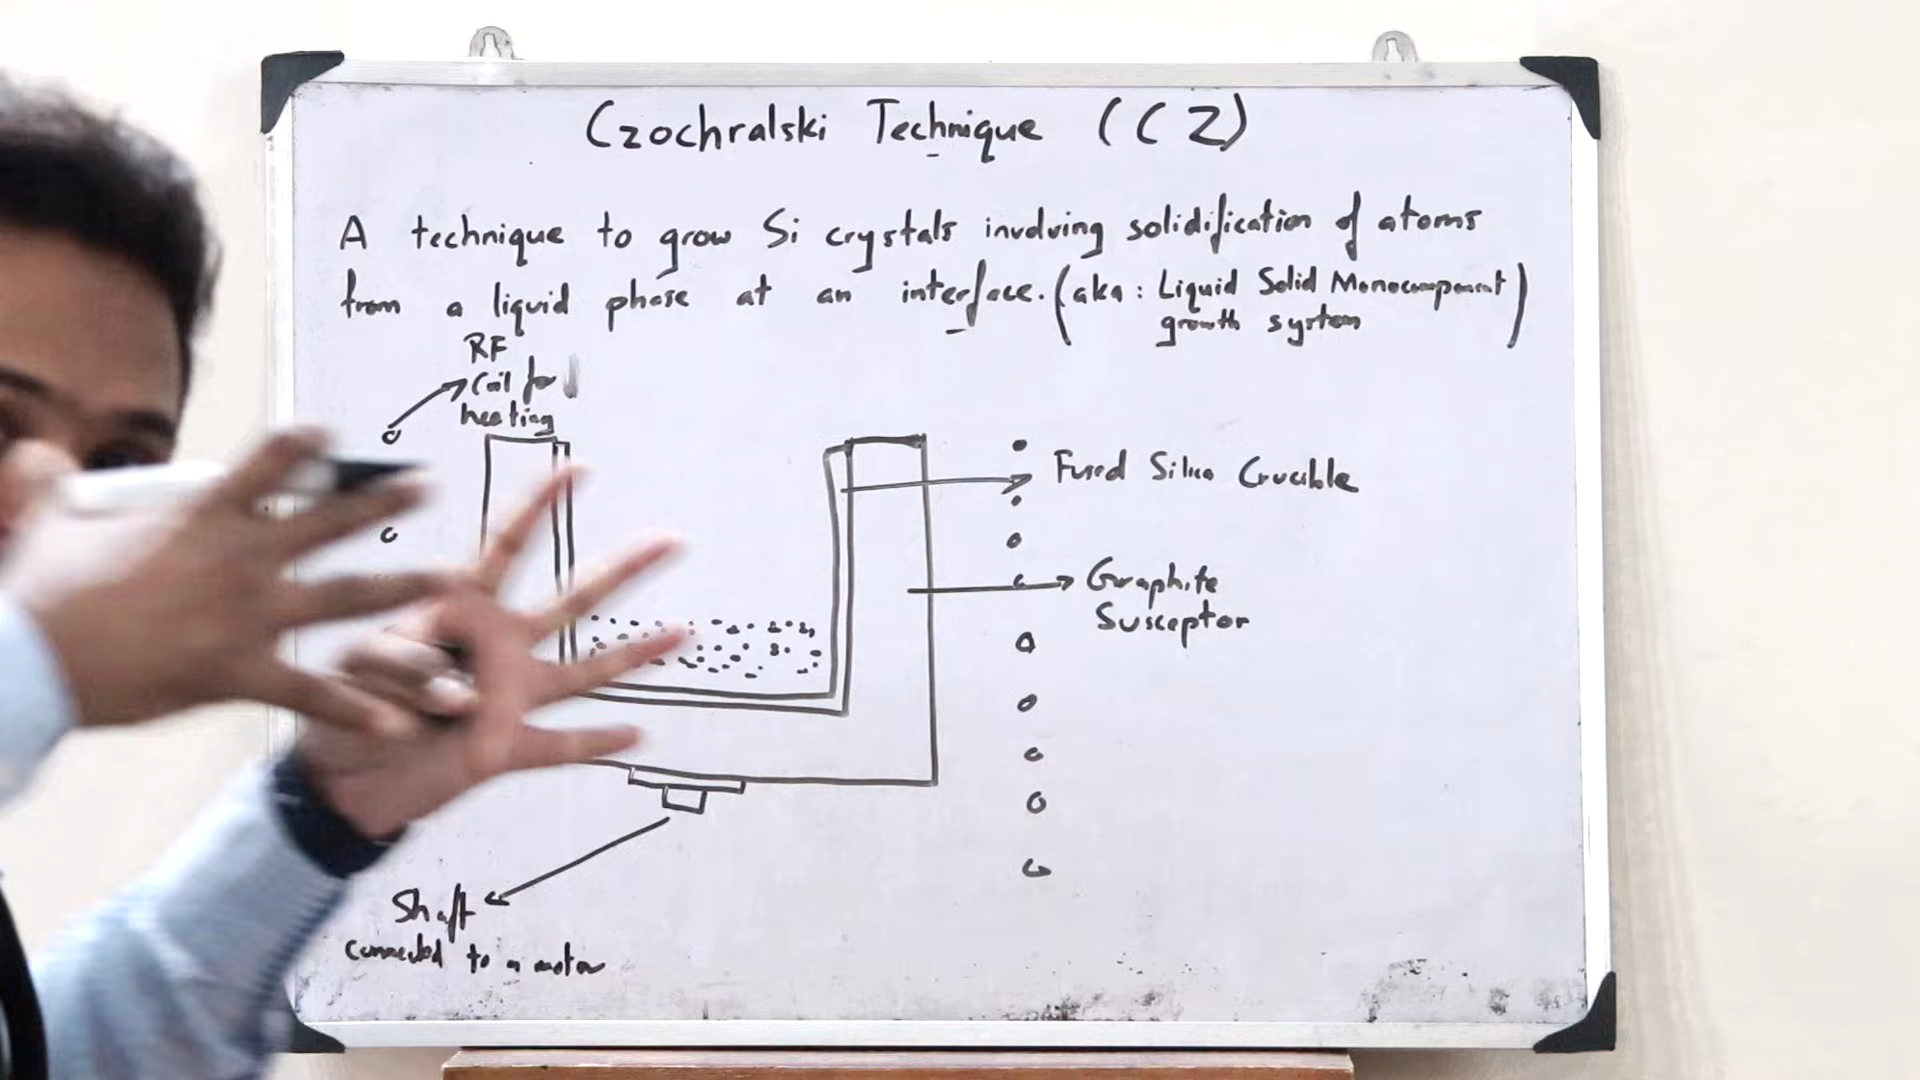 Czochralski Technique (CZ)
A technique to grow Si crystals involving solidification of atoms
from a liquid phase at an interface. (aka : Liquid Solid Monocomponent
growth system)
RF
Coil for
heating
Fused Silica Crucible
Graphite
Susceptor
Shaft
connected to a motor